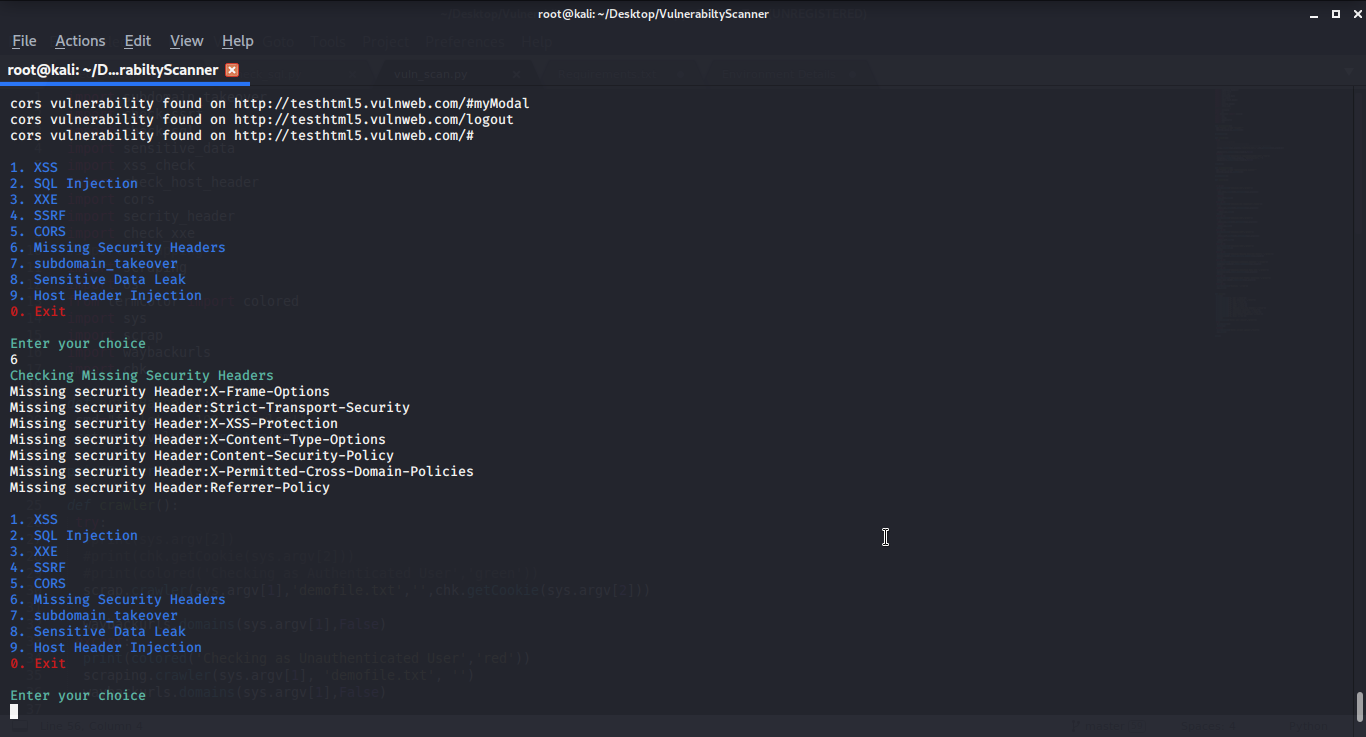 root@kali: ~/Desktop/VulnerabiltyScanner
File Actions Edit View Help
root@kali: ~/D...rabiltyScanner
vuln_scan.py
cors vulnerability found on http://testhtml5.vulnweb.com/#myModal
cors vulnerability found on http://testhtml5.vulnweb.com/logout
cors vulnerability found on http://testhtml5.vulnweb.com/#
1. XSS
2. SQL Injection
3. XXE
4. SSRF
5. CORS
6. Missing Security Headers
7. subdomain_takeover
8. Sensitive Data Leak
9. Host Header Injection
0. Exit
Enter your choice
6
Checking Missing Security Headers
Missing secrurity Header:X-Frame-Options
Missing secrurity Header:Strict-Transport-Security
Missing secrurity Header:X-XSS-Protection
Missing secrurity Header:X-Content-Type-Options
Missing secrurity Header:Content-Security-Policy
Missing secrurity Header:X-Permitted-Cross-Domain-Policies
Missing secrurity Header:Referrer-Policy
1. XSS
2. SQL Injection
3. XXE
4. SSRF
5. CORS
6. Missing Security Headers
7. subdomain_takeover
8. Sensitive Data Leak
9. Host Header Injection
0. Exit
Enter your choice